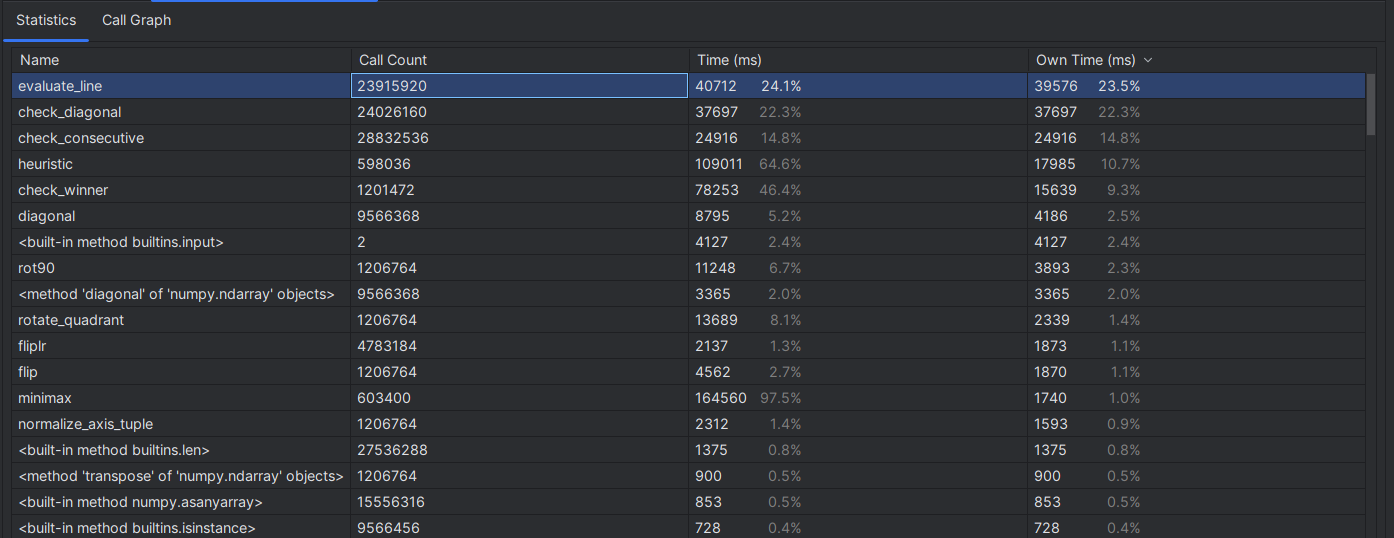 Statistics Call Graph
Name Call Count Time (ms) Own Time (ms)
evaluate_line 23915920 40712 24.1% 39576 23.5%
check_diagonal 24026160 37697 22.3% 37697 22.3%
check_consecutive 28832536 24916 14.8% 24916 14.8%
heuristic 598036 109011 64.6% 17985 10.7%
check_winner 1201472 78253 46.4% 15639 9.3%
diagonal 9566368 8795 5.2% 4186 2.5%
<built-in method builtins.input> 2 4127 2.4% 4127 2.4%
rot90 1206764 11248 6.7% 3893 2.3%
<method 'diagonal' of 'numpy.ndarray' objects> 9566368 3365 2.0% 3365 2.0%
rotate_quadrant 1206764 13689 8.1% 2339 1.4%
fliplr 4783184 2137 1.3% 1873 1.1%
flip 1206764 4562 2.7% 1870 1.1%
minimax 603400 164560 97.5% 1740 1.0%
normalize_axis_tuple 1206764 2312 1.4% 1593 0.9%
<built-in method builtins.len> 27536288 1375 0.8% 1375 0.8%
<method 'transpose' of 'numpy.ndarray' objects> 1206764 900 0.5% 900 0.5%
<built-in method numpy.asanyarray> 15556316 853 0.5% 853 0.5%
<built-in method builtins.isinstance> 9566456 728 0.4% 728 0.4%